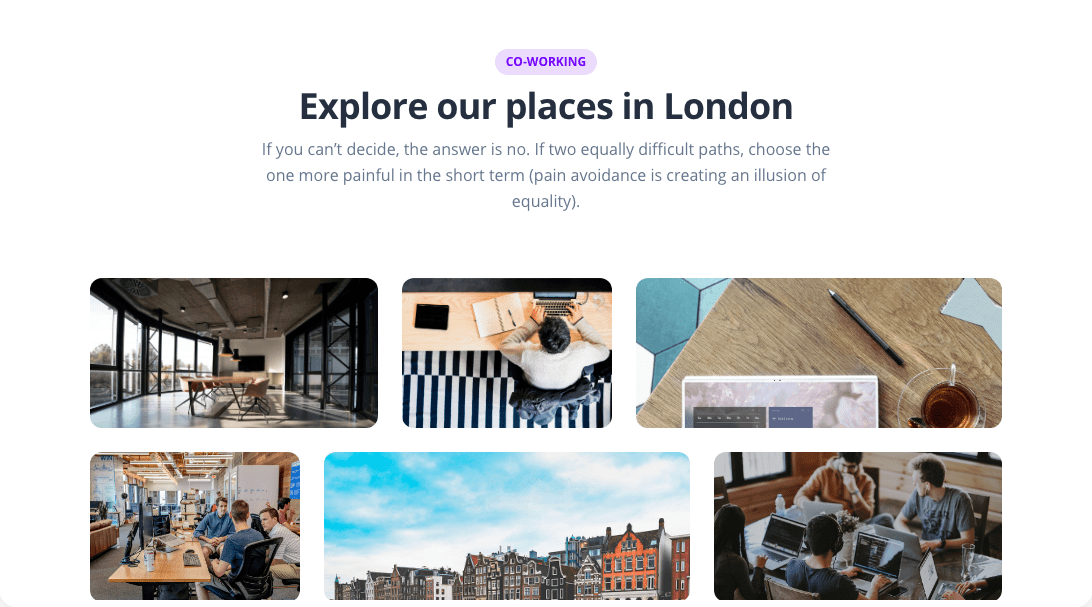 CO-WORKING
Explore our places in London
If you can’t decide, the answer is no. If two equally difficult paths, choose the
one more painful in the short term (pain avoidance is creating an illusion of
equality).